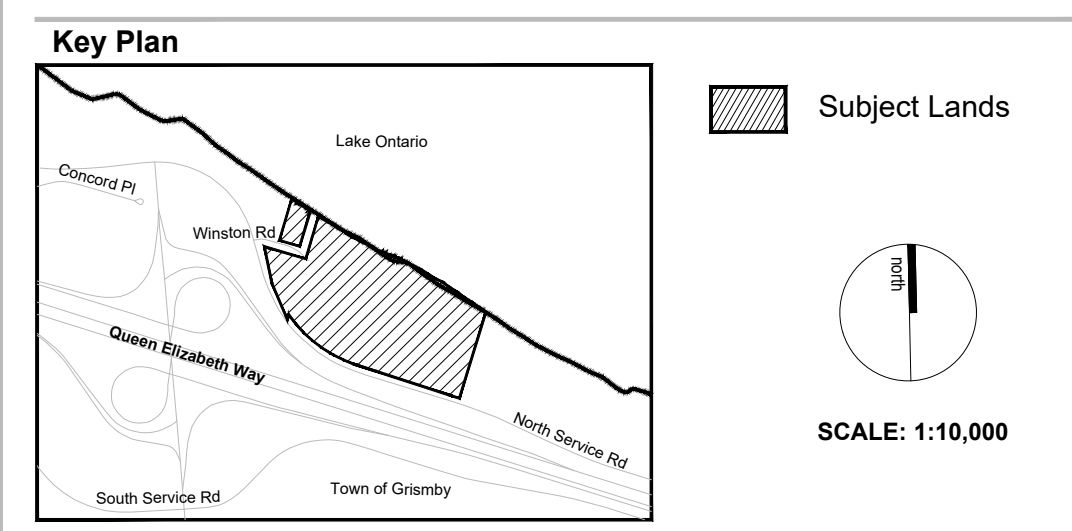 Key Plan
Lake Ontario
Concord Pl
Winston Rd
Queen Elizabeth Way
North Service Rd
South Service Rd
Town of Grismby
Subject Lands
north
SCALE: 1:10,000